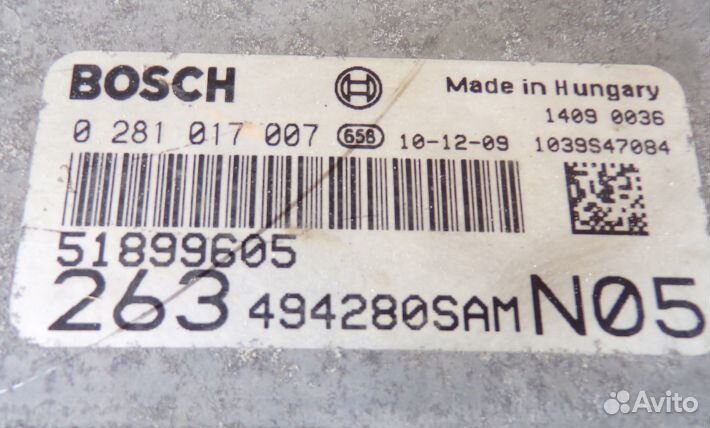 BOSCH Made in Hungary
1409 0036
0 281 017 007 658 10-12-09 1039S47084
51899605
263 494280SAM N05
Avito